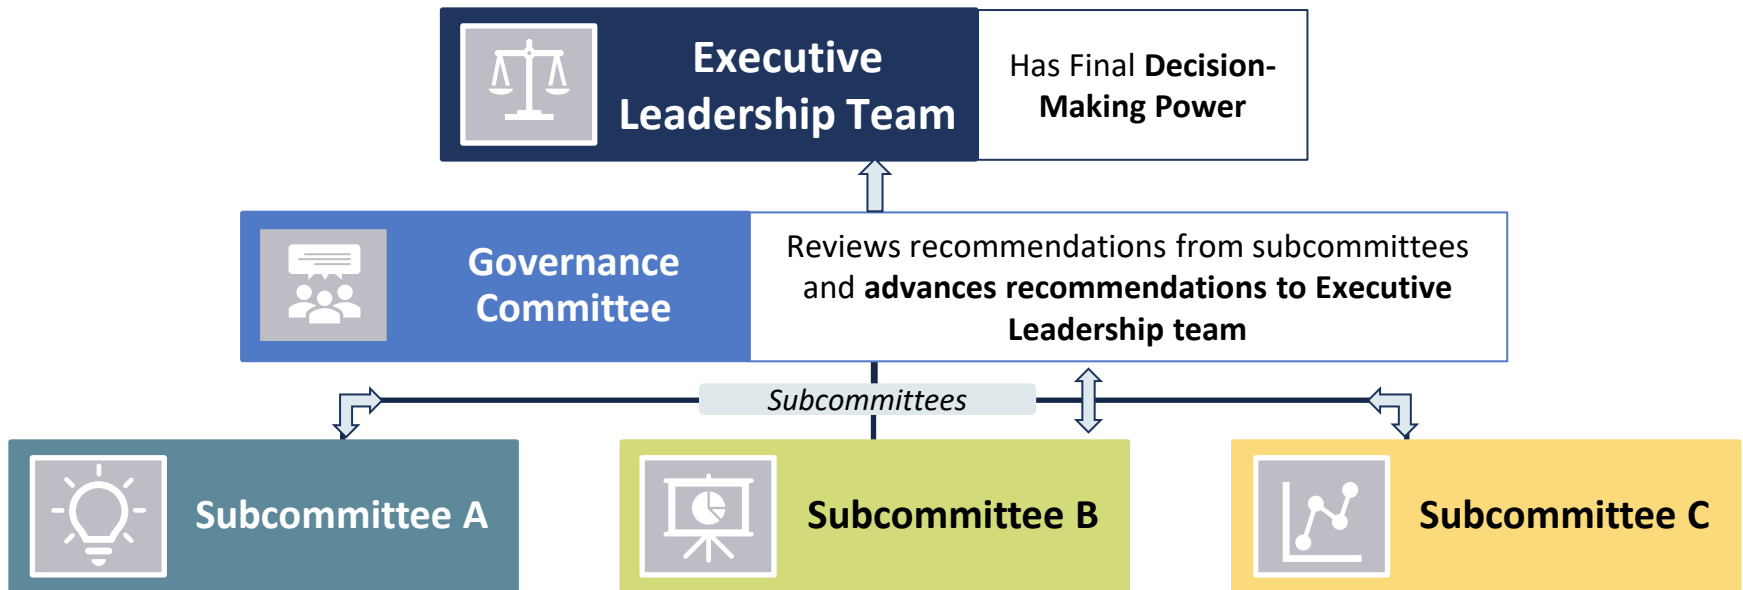 Executive
Leadership Team
Has Final Decision-
Making Power
Governance
Committee
Reviews recommendations from subcommittees
and advances recommendations to Executive
Leadership team
Subcommittees
Subcommittee A
Subcommittee B
Subcommittee C